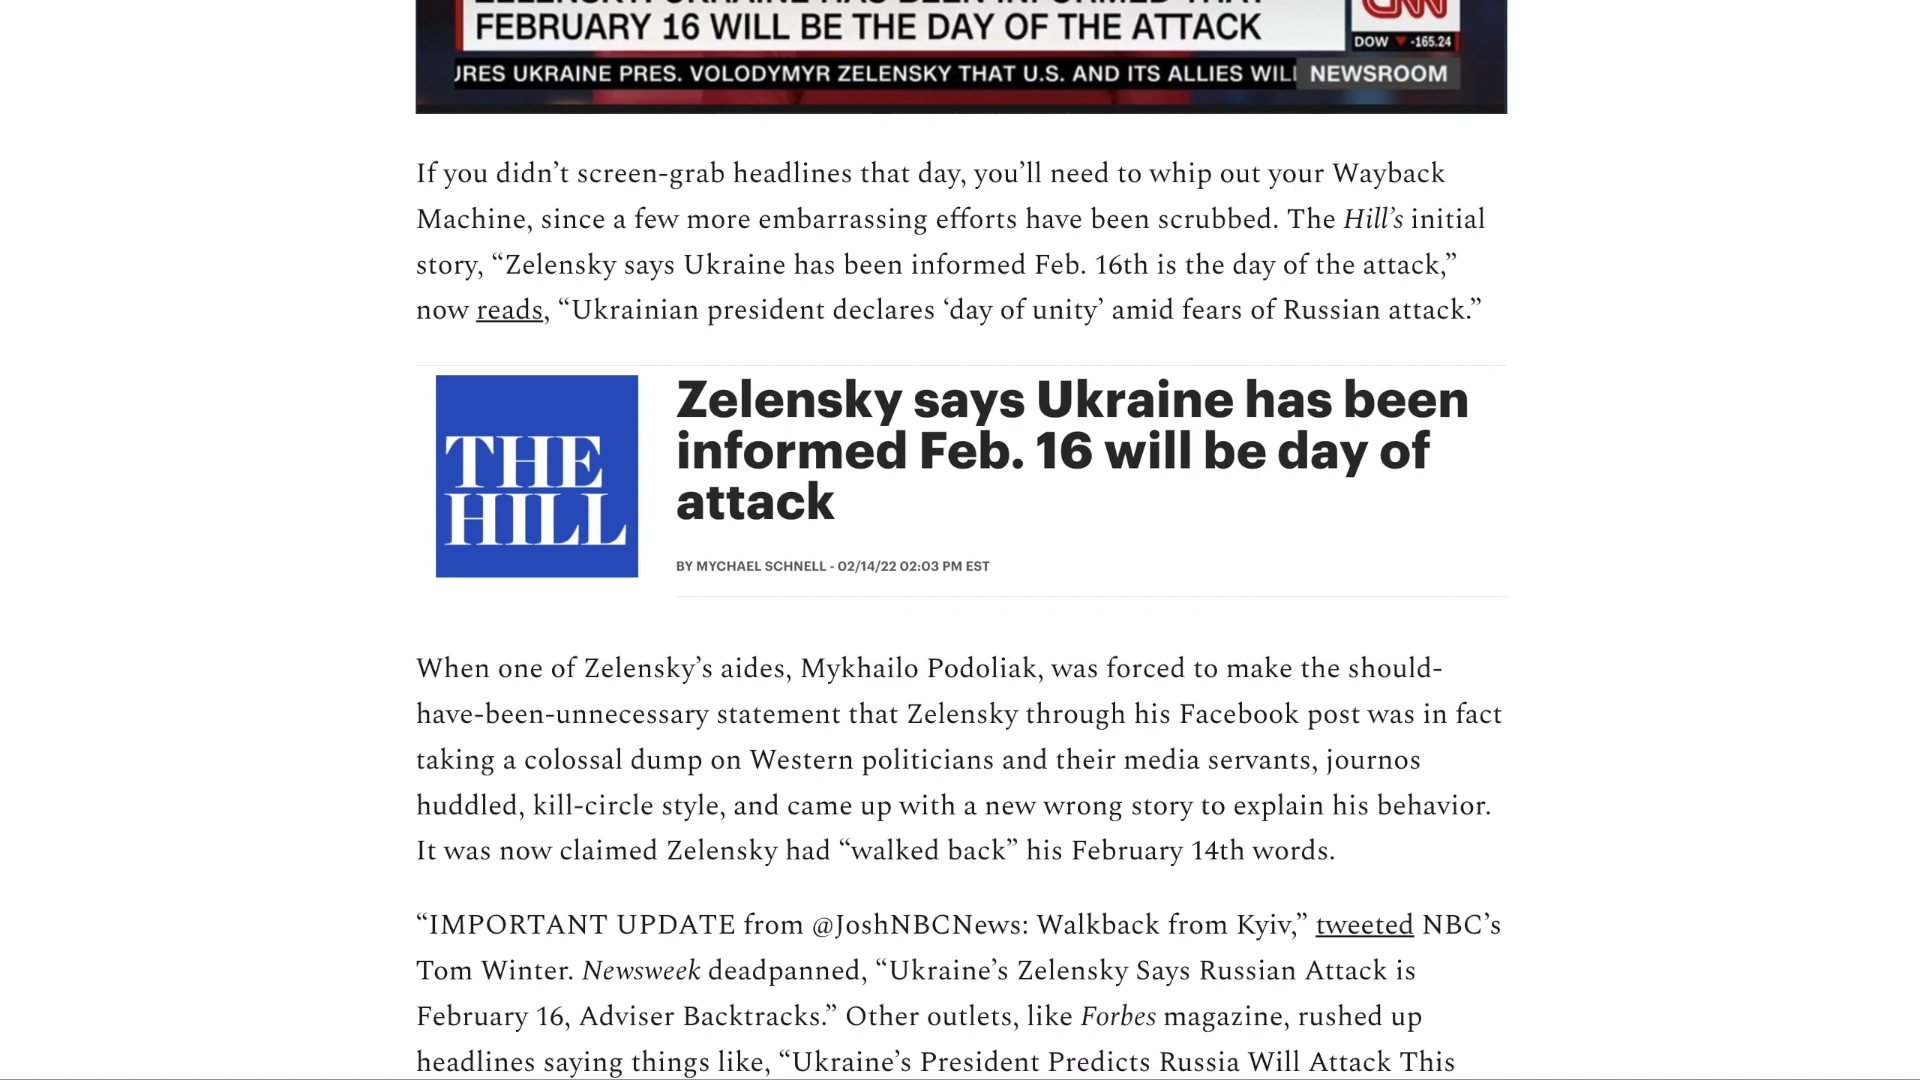 ZELENSKY: UKRAINE HAS BEEN INFORMED THAT
FEBRUARY 16 WILL BE THE DAY OF THE ATTACK
CNN
DOW ▼ -165.24
URES UKRAINE PRES. VOLODYMYR ZELENSKY THAT U.S. AND ITS ALLIES WILL
NEWSROOM
If you didn’t screen-grab headlines that day, you’ll need to whip out your Wayback
Machine, since a few more embarrassing efforts have been scrubbed. The Hill’s initial
story, “Zelensky says Ukraine has been informed Feb. 16th is the day of the attack,”
now reads, “Ukrainian president declares ‘day of unity’ amid fears of Russian attack.”
THE
HILL
Zelensky says Ukraine has been
informed Feb. 16 will be day of
attack
BY MYCHAEL SCHNELL - 02/14/22 02:03 PM EST
When one of Zelensky’s aides, Mykhailo Podoliak, was forced to make the should-
have-been-unnecessary statement that Zelensky through his Facebook post was in fact
taking a colossal dump on Western politicians and their media servants, journos
huddled, kill-circle style, and came up with a new wrong story to explain his behavior.
It was now claimed Zelensky had “walked back” his February 14th words.
“IMPORTANT UPDATE from @JoshNBCNews: Walkback from Kyiv,” tweeted NBC’s
Tom Winter. Newsweek deadpanned, “Ukraine’s Zelensky Says Russian Attack is
February 16, Adviser Backtracks.” Other outlets, like Forbes magazine, rushed up
headlines saying things like, “Ukraine’s President Predicts Russia Will Attack This